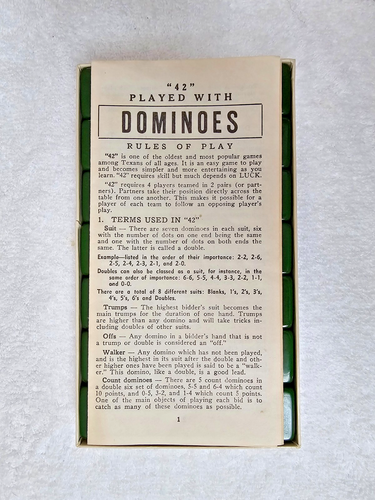 "42"
PLAYED WITH
DOMINOES
RULES OF PLAY
"42" is one of the oldest and most popular games
among Texans of all ages. It is an easy game to play
and becomes simpler and more entertaining as you
learn. "42" requires skill but much depends on LUCK.
"42" requires 4 players teamed in 2 pairs (or part-
ners). Partners take their position directly across the
table from one another. This makes it possible for a
player of each team to follow an opposing player's
play.
1. TERMS USED IN "42"
Suit — There are seven dominoes in each suit, six
with the number of dots on one end being the same
and one with the number of dots on both ends the
same. The latter is called a double.
Example—listed in the order of their importance: 2-2, 2-6,
2-5, 2-4, 2-3, 2-1, and 2-0.
Doubles can also be classed as a suit, for instance, in the
same order of importance: 6-6, 5-5, 4-4, 3-3, 2-2, 1-1,
and 0-0.
There are a total of 8 different suits: Blanks, 1's, 2's, 3's,
4's, 5's, 6's and Doubles.
Trumps — The highest bidder's suit becomes the
main trumps for the duration of one hand. Trumps
are higher than any domino and will take tricks in-
cluding doubles of other suits.
Offs — Any domino in a bidder's hand that is not
a trump or double is considered an "off."
Walker — Any domino which has not been played,
and is the highest in its suit after the double and oth-
er higher ones have been played is said to be a "walk-
er." This domino, like a double, is a good lead.
Count dominoes — There are 5 count dominoes in
a double six set of dominoes, 5-5 and 6-4 which count
10 points, and 0-5, 3-2, and 1-4 which count 5 points.
One of the main objects of playing each bid is to
catch as many of these dominoes as possible.
1